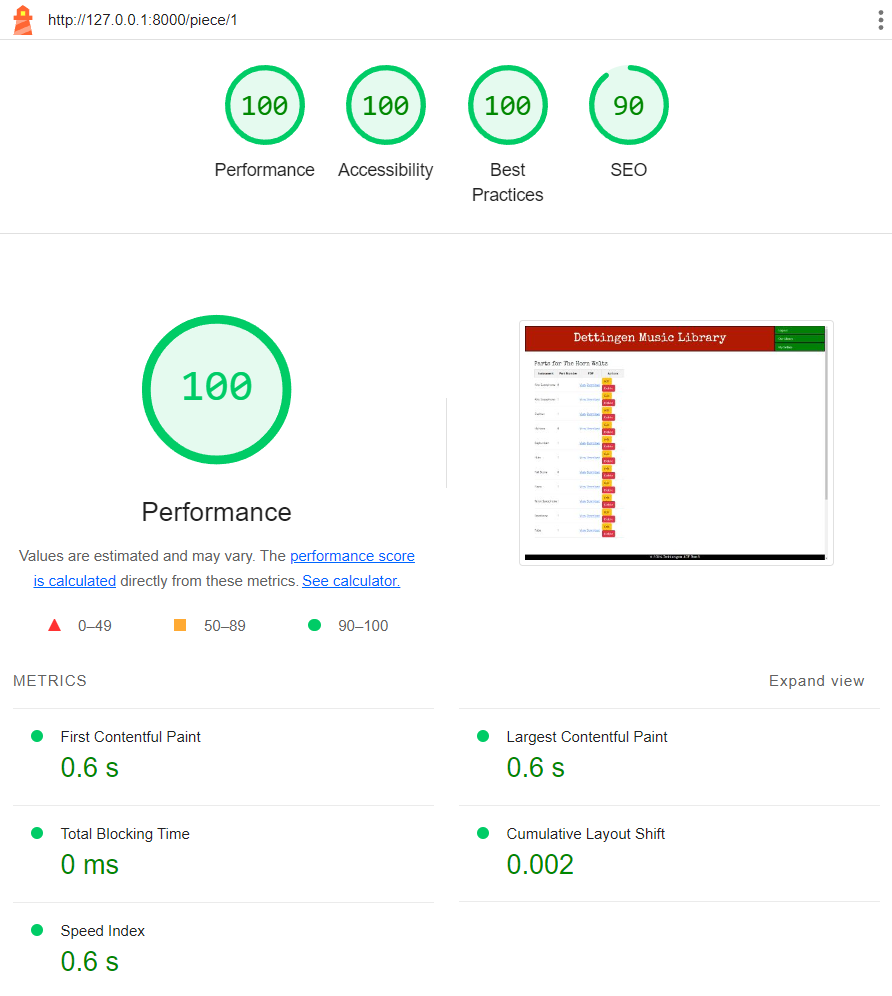 http://127.0.0.1:8000/piece/1
100
100
100
90
Performance
Accessibility
Best
Practices
SEO
100
Performance
Values are estimated and may vary. The performance score
is calculated directly from these metrics. See calculator.
0–49
50–89
90–100
Dettingen Music Library
Parts for The Horn Waltz
METRICS
Expand view
First Contentful Paint
0.6 s
Largest Contentful Paint
0.6 s
Total Blocking Time
0 ms
Cumulative Layout Shift
0.002
Speed Index
0.6 s